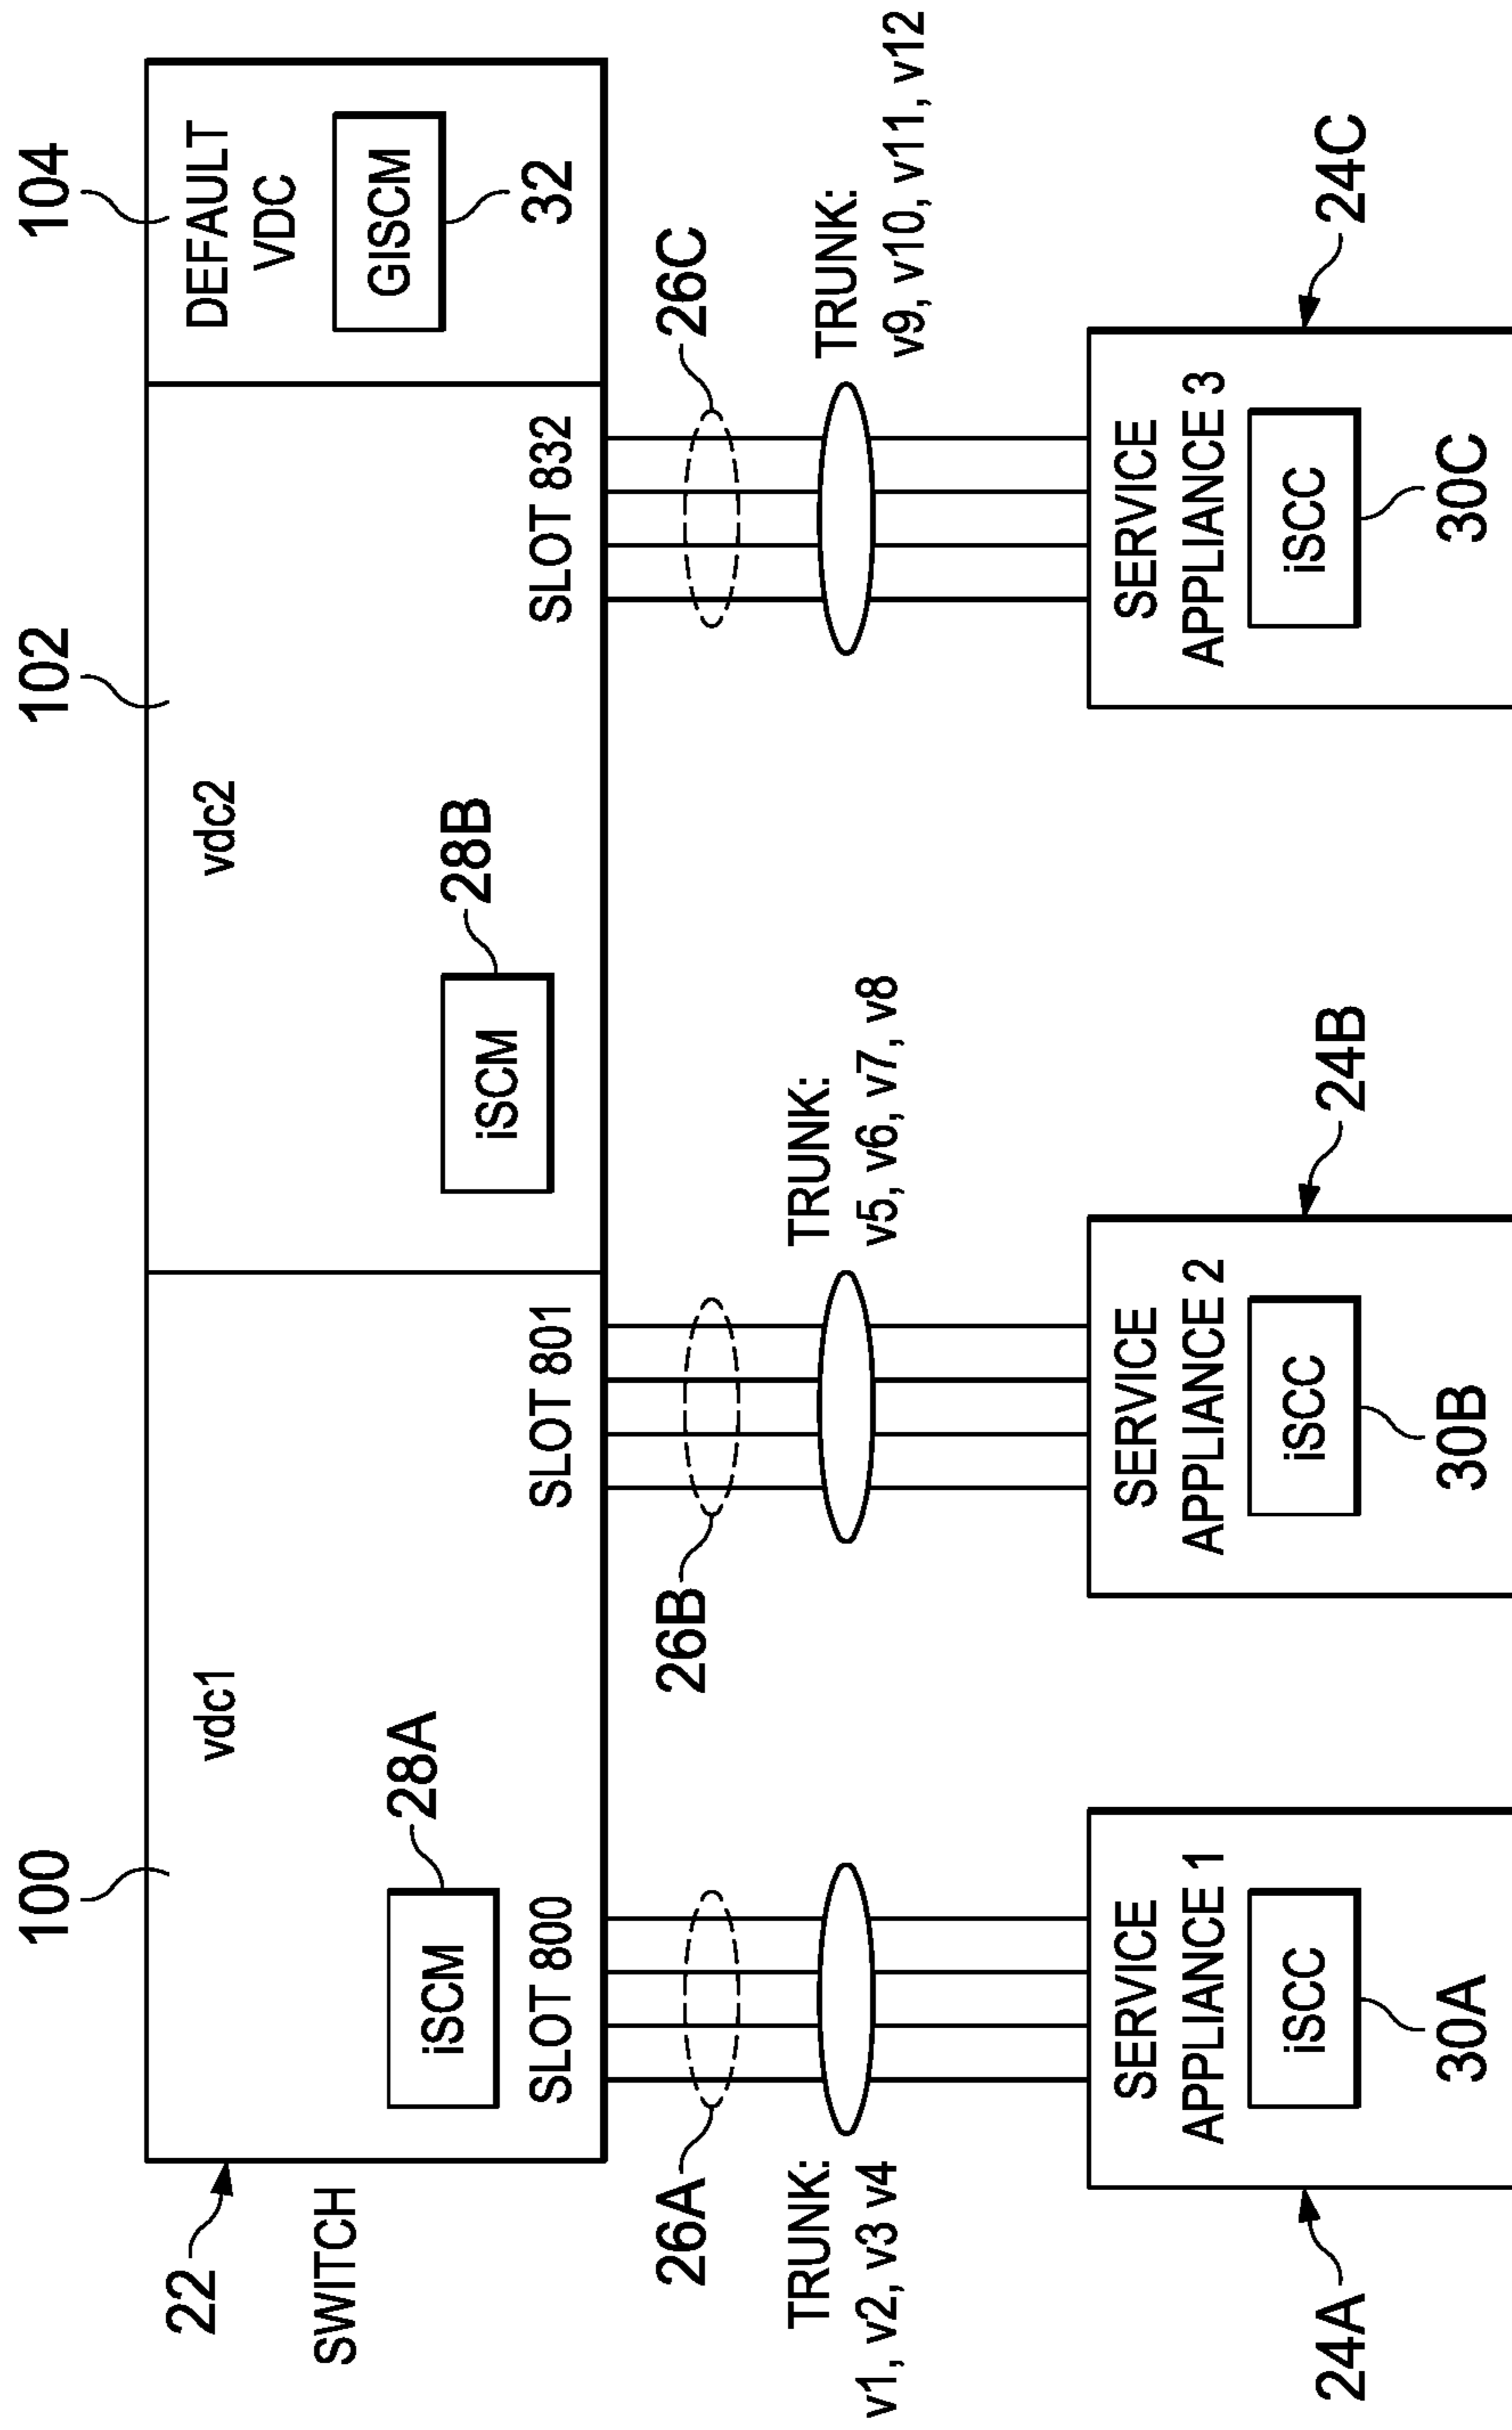 100
102
104
22
SWITCH
vdc1
vdc2
DEFAULT
VDC
GISCM
32
iSCM
28A
iSCM
28B
SLOT 800
SLOT 801
SLOT 832
26A
26B
26C
TRUNK:
v1, v2, v3 v4
TRUNK:
v5, v6, v7, v8
TRUNK:
v9, v10, v11, v12
SERVICE
APPLIANCE 1
iSCC
30A
24A
SERVICE
APPLIANCE 2
iSCC
30B
24B
SERVICE
APPLIANCE 3
iSCC
30C
24C